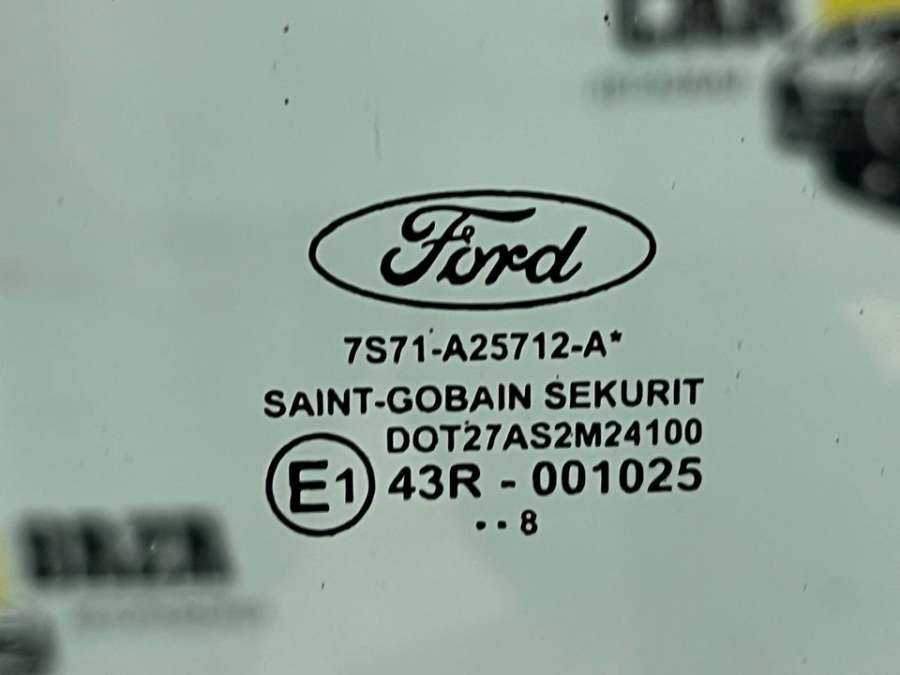 Ford
7S71-A25712-A*
SAINT-GOBAIN SEKURIT
DOT27AS2M24100
E1 43R - 001025
··8